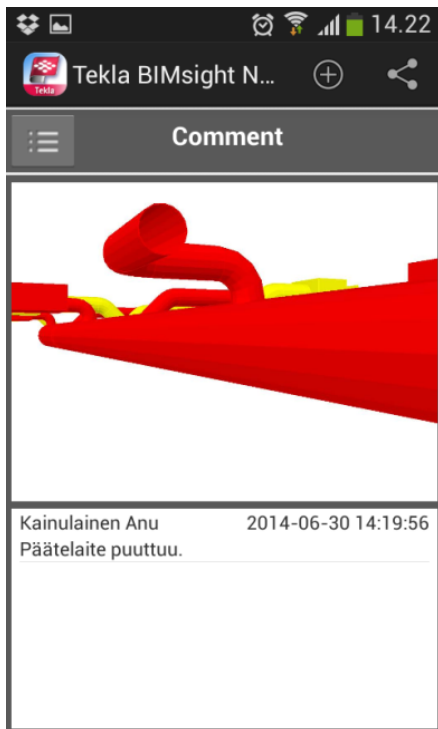 14.22
Tekla
Tekla BIMsight N...
Comment
Kainulainen Anu 2014-06-30 14:19:56
Päätelaite puuttuu.